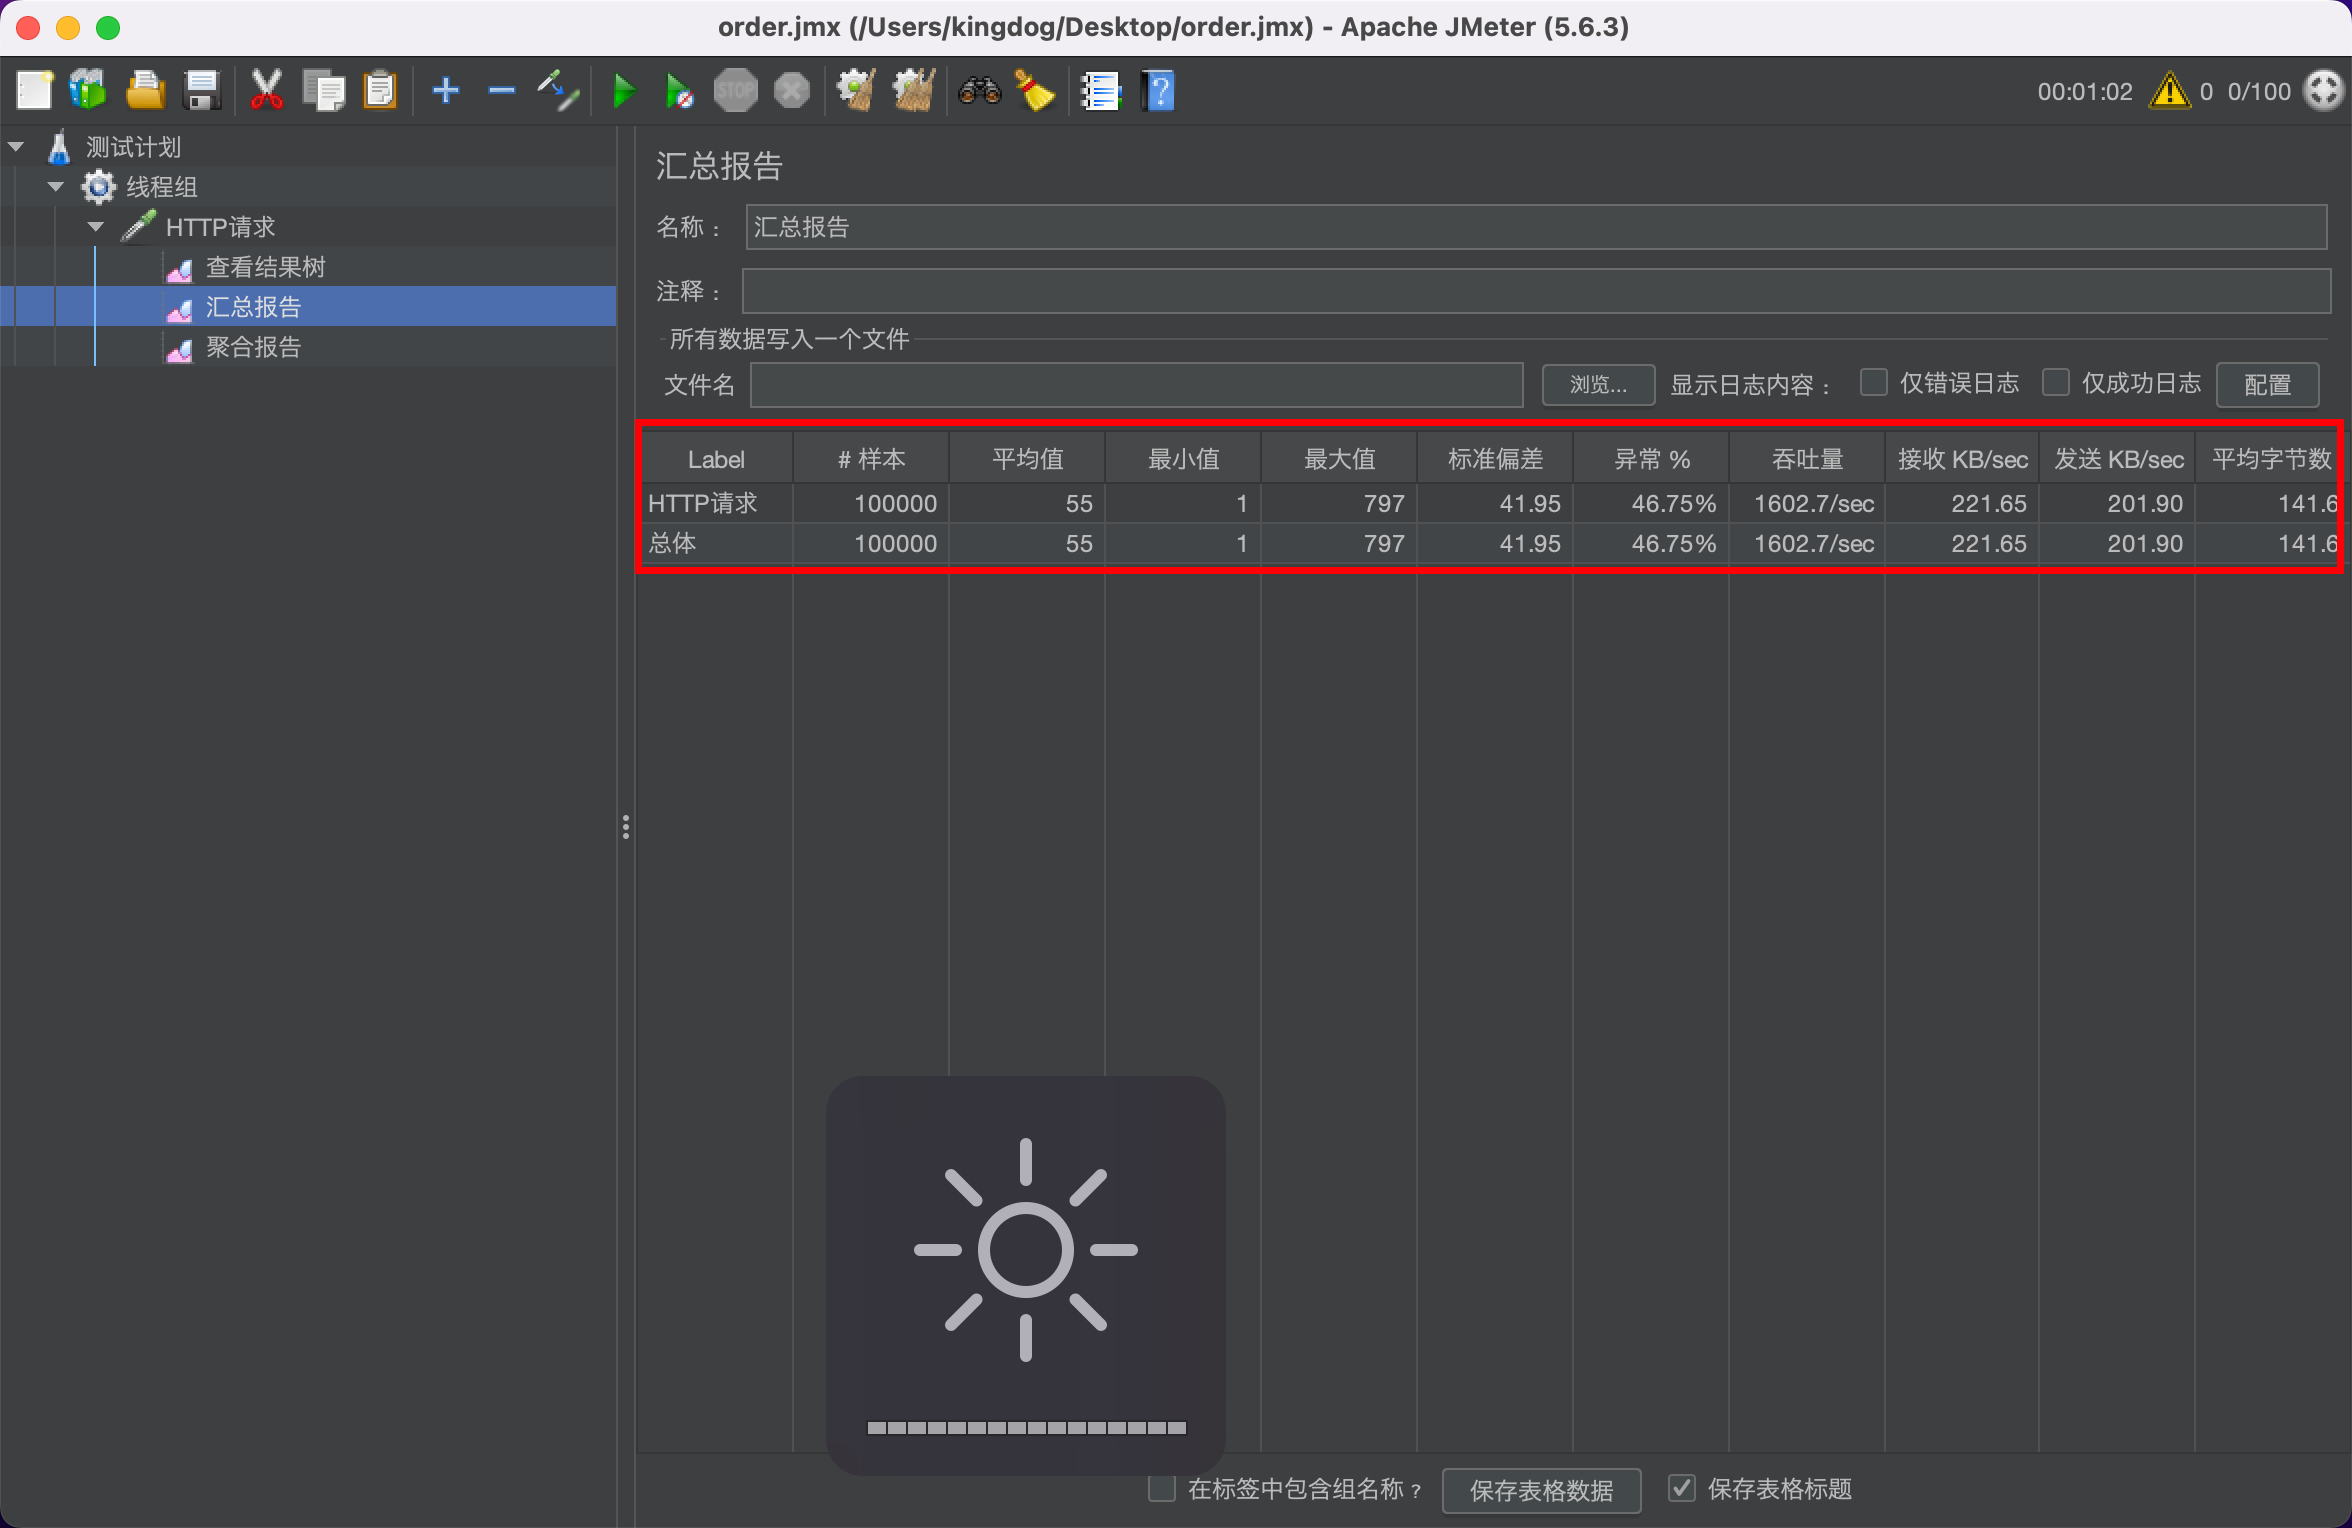 order.jmx (/Users/kingdog/Desktop/order.jmx) - Apache JMeter (5.6.3)
STOP
00:01:02 0 0/100
测试计划
线程组
HTTP请求
查看结果树
汇总报告
聚合报告
汇总报告
名称： 汇总报告
注释：
所有数据写入一个文件
文件名 浏览... 显示日志内容： 仅错误日志 仅成功日志 配置
Label # 样本 平均值 最小值 最大值 标准偏差 异常 % 吞吐量 接收 KB/sec 发送 KB/sec 平均字节数
HTTP请求 100000 55 1 797 41.95 46.75% 1602.7/sec 221.65 201.90 141.6
总体 100000 55 1 797 41.95 46.75% 1602.7/sec 221.65 201.90 141.6
在标签中包含组名称？ 保存表格数据 保存表格标题